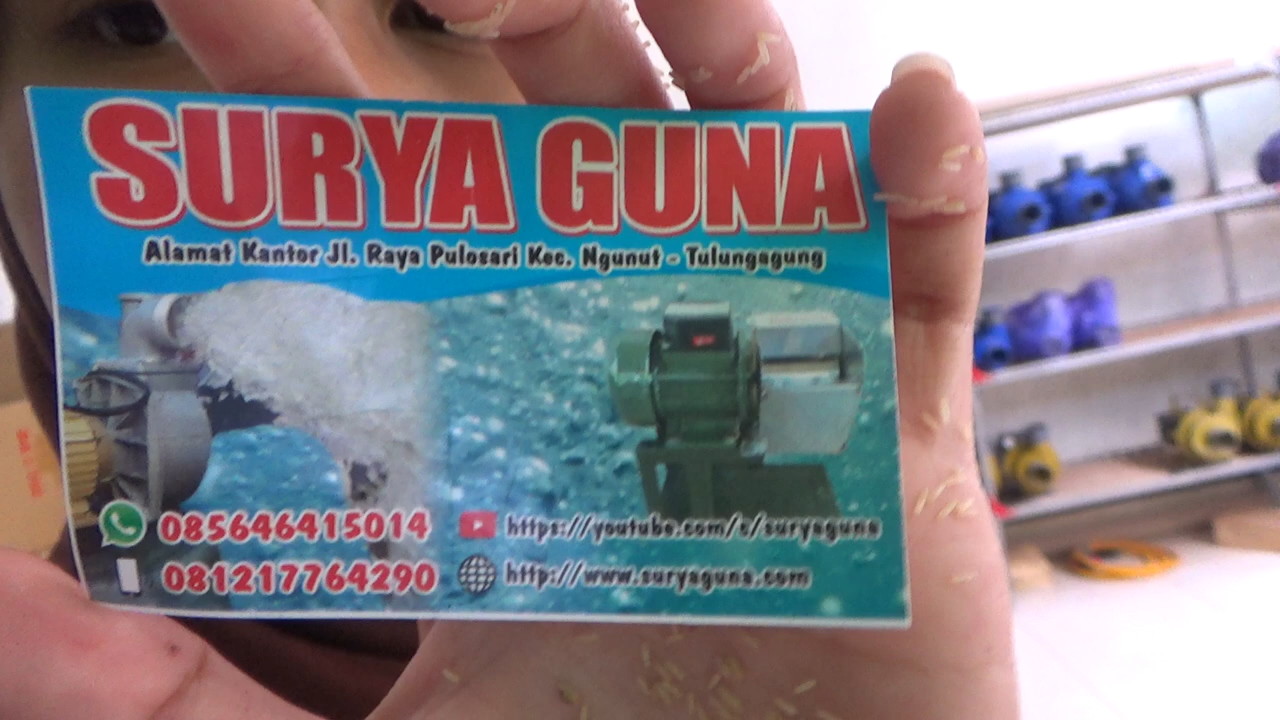 SURYA GUNA
Alamat Kantor Jl. Raya Pulosari Kec. Ngunut - Tulungagung
085646415014
https://youtube.com/c/suryaguna
081217764290
http://www.suryaguna.com